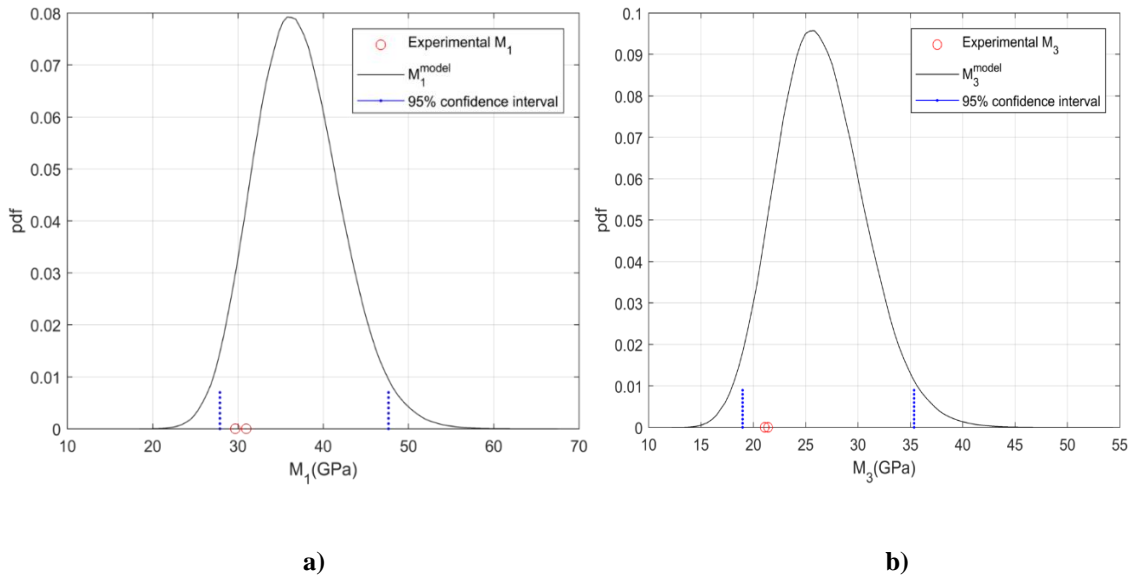 0.08
0.07
0.06
0.05
0.04
0.03
0.02
0.01
0
pdf
10 20 30 40 50 60 70
M1(GPa)
Experimental M1
M1model
95% confidence interval
a)
0.1
0.09
0.08
0.07
0.06
0.05
0.04
0.03
0.02
0.01
0
pdf
10 15 20 25 30 35 40 45 50 55
M3(GPa)
Experimental M3
M3model
95% confidence interval
b)